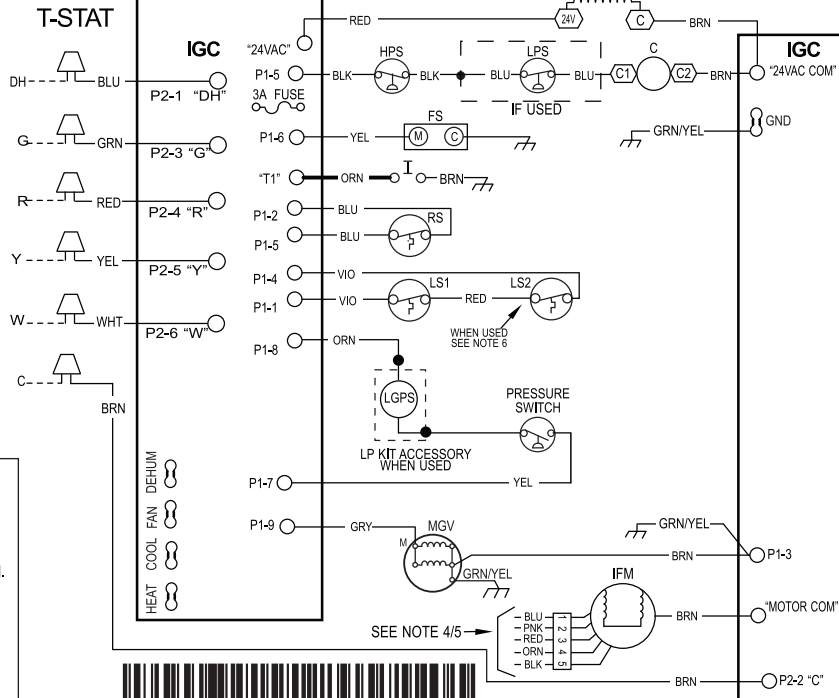 T-STAT
IGC
"24VAC"
RED
24V
C
BRN
IGC
"24VAC COM"
DH
BLU
P2-1 "DH"
P1-5
BLK
HPS
BLK
BLU
LPS
BLU
C1
C
C2
BRN
IF USED
3A FUSE
G
GRN
P2-3 "G"
P1-6
YEL
FS
M
C
GRN/YEL
GND
R
RED
P2-4 "R"
"T1"
ORN
I
BRN
P1-2
BLU
RS
P1-5
BLU
Y
YEL
P2-5 "Y"
P1-4
VIO
P1-1
VIO
LS1
RED
LS2
WHEN USED
SEE NOTE 6
W
WHT
P2-6 "W"
P1-8
ORN
C
BRN
LGPS
LP KIT ACCESSORY
WHEN USED
PRESSURE
SWITCH
P1-7
YEL
DEHUM
FAN
COOL
HEAT
P1-9
GRY
MGV
M
GRN/YEL
GRN/YEL
BRN
P1-3
IFM
SEE NOTE 4/5
BLU 1
PNK 2
RED 3
ORN 4
BLK 5
BRN
"MOTOR COM"
BRN
P2-2 "C"